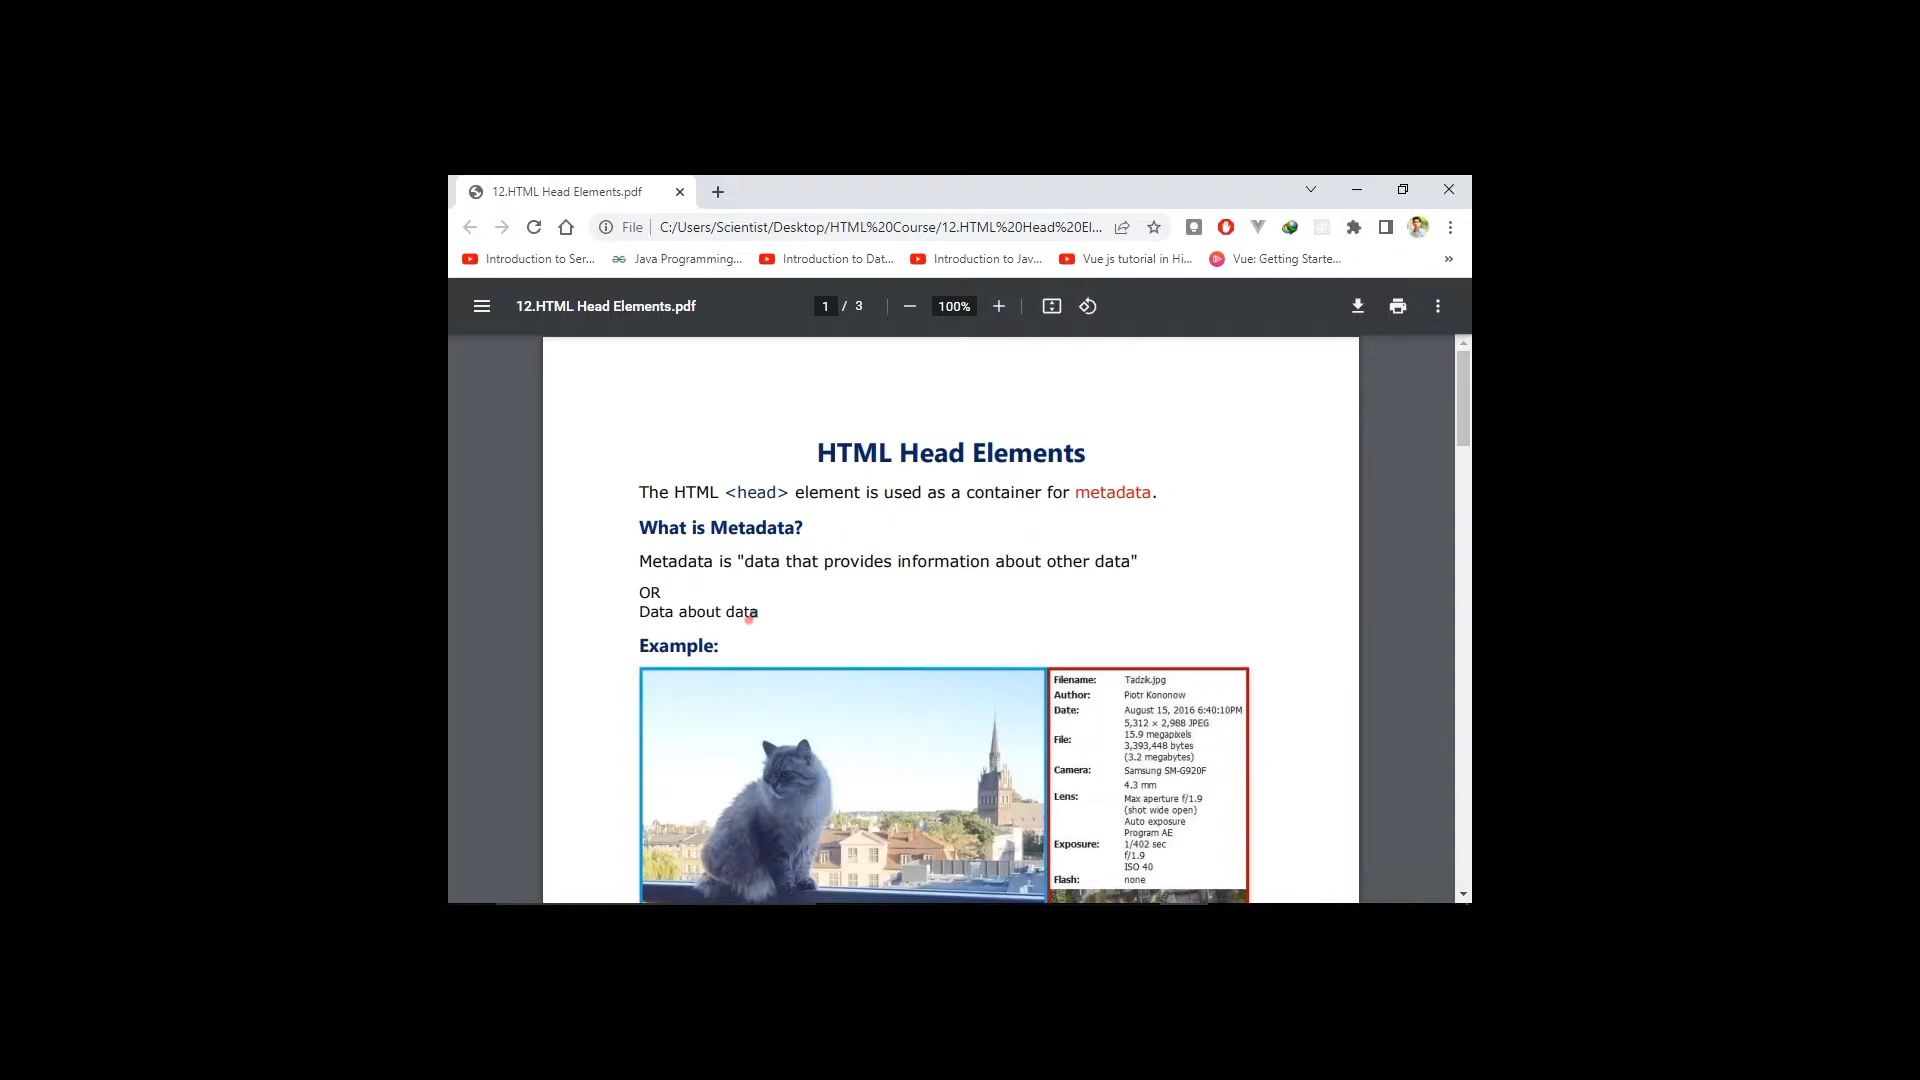 12.HTML Head Elements.pdf
File
C:/Users/Scientist/Desktop/HTML%20Course/12.HTML%20Head%20El...
Introduction to Ser...
Java Programming...
Introduction to Dat...
Introduction to Jav...
Vue js tutorial in Hi...
Vue: Getting Starte...
»
12.HTML Head Elements.pdf
1 / 3
100%
HTML Head Elements
The HTML <head> element is used as a container for metadata.
What is Metadata?
Metadata is "data that provides information about other data"
OR
Data about data
Example:
Filename: Tadzik.jpg
Author: Piotr Kononow
Date: August 15, 2016 6:40:10PM
5,312 × 2,988 JPEG
File: 15.9 megapixels
3,393,448 bytes
(3.2 megabytes)
Camera: Samsung SM-G920F
4.3 mm
Lens: Max aperture f/1.9
(shot wide open)
Auto exposure
Program AE
Exposure: 1/402 sec
f/1.9
ISO 40
Flash: none